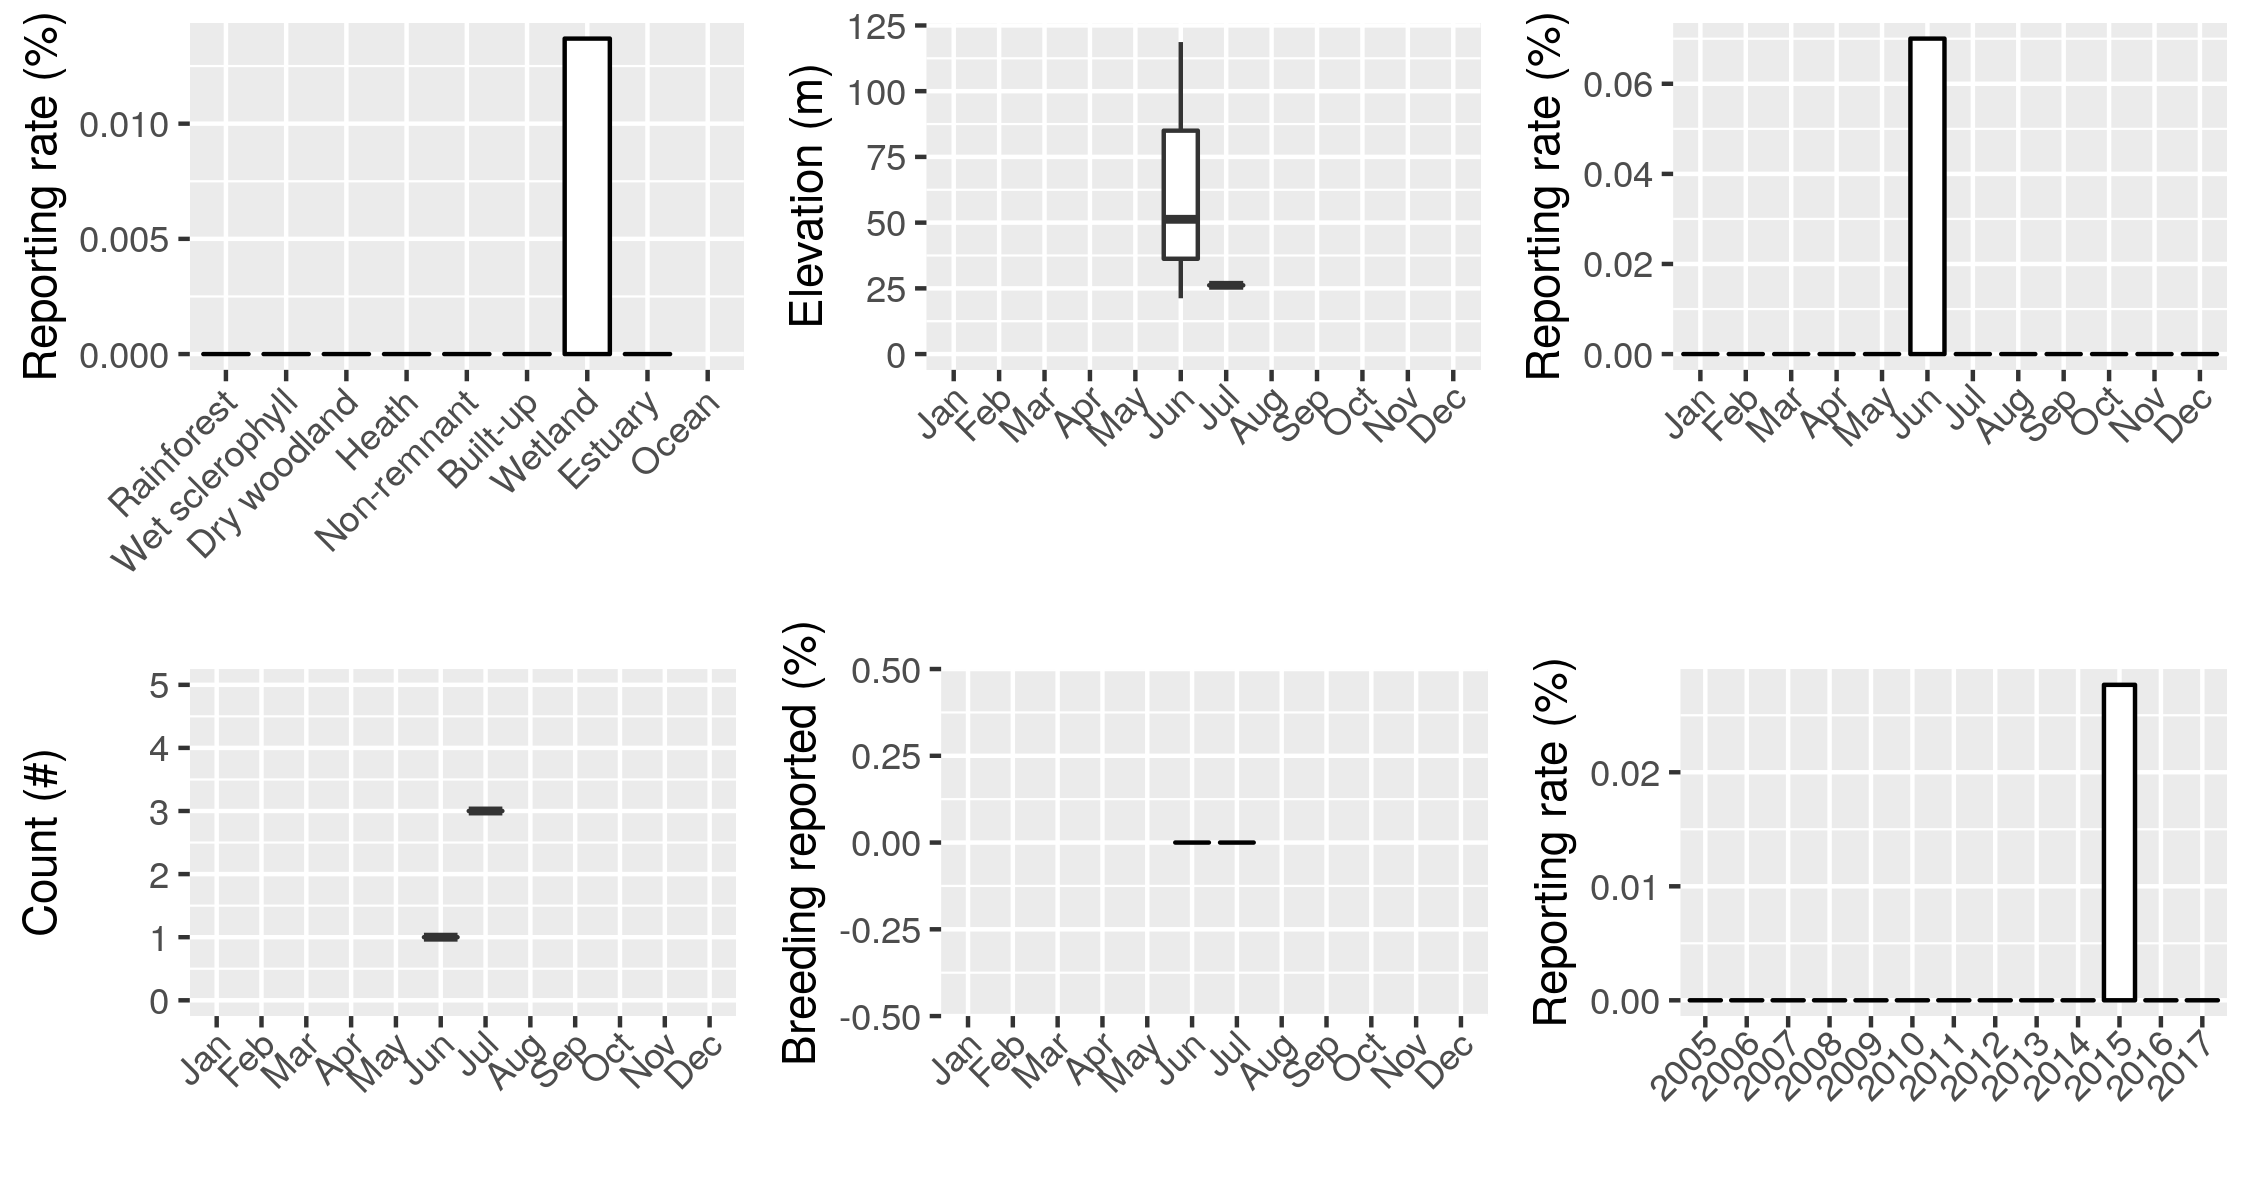 Reporting rate (%)
0.010
0.005
0.000
Rainforest
Wet sclerophyll
Dry woodland
Heath
Non-remnant
Built-up
Wetland
Estuary
Ocean
Elevation (m)
125
100
75
50
25
0
Jan
Feb
Mar
Apr
May
Jun
Jul
Aug
Sep
Oct
Nov
Dec
Reporting rate (%)
0.06
0.04
0.02
0.00
Jan
Feb
Mar
Apr
May
Jun
Jul
Aug
Sep
Oct
Nov
Dec
Count (#)
5
4
3
2
1
0
Jan
Feb
Mar
Apr
May
Jun
Jul
Aug
Sep
Oct
Nov
Dec
Breeding reported (%)
0.50
0.25
0.00
-0.25
-0.50
Jan
Feb
Mar
Apr
May
Jun
Jul
Aug
Sep
Oct
Nov
Dec
Reporting rate (%)
0.02
0.01
0.00
2005
2006
2007
2008
2009
2010
2011
2012
2013
2014
2015
2016
2017